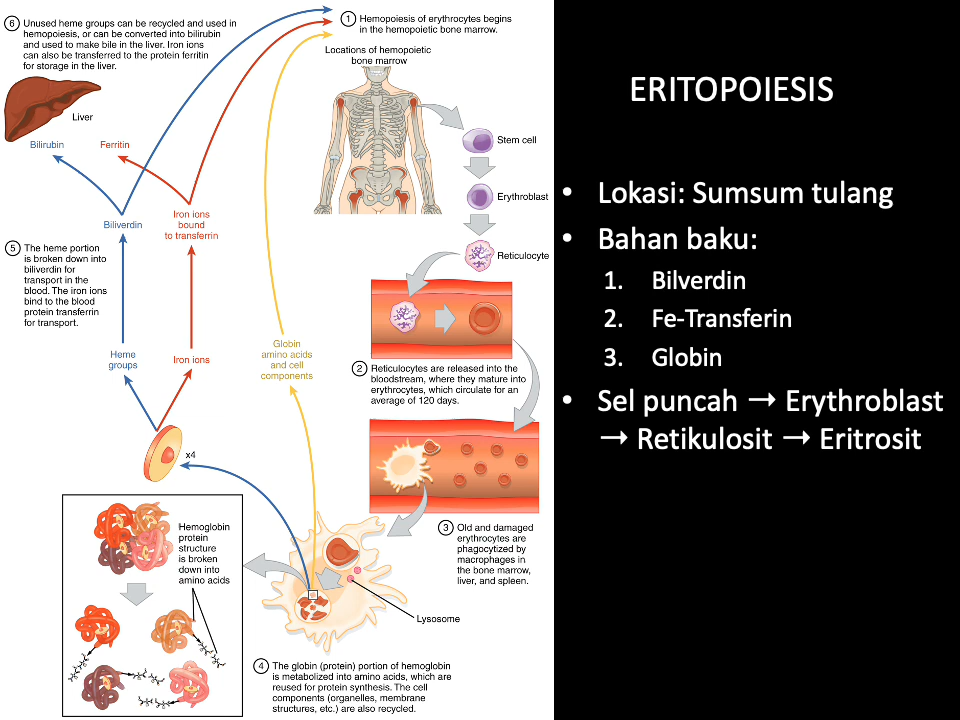 6 Unused heme groups can be recycled and used in
hemopoiesis, or can be converted into bilirubin
and used to make bile in the liver. Iron ions
can also be transferred to the protein ferritin
for storage in the liver.
Liver
Bilirubin
Ferritin
Biliverdin
Iron ions
bound
to transferrin
5 The heme portion
is broken down into
biliverdin for
transport in the
blood. The iron ions
bind to the blood
protein transferrin
for transport.
Heme
groups
Iron ions
Globin
amino acids
and cell
components
x4
1 Hemopoiesis of erythrocytes begins
in the hemopoietic bone marrow.
Locations of hemopoietic
bone marrow
Stem cell
Erythroblast
Reticulocyte
2 Reticulocytes are released into the
bloodstream, where they mature into
erythrocytes, which circulate for an
average of 120 days.
3 Old and damaged
erythrocytes are
phagocytized by
macrophages in
the bone marrow,
liver, and spleen.
Lysosome
Hemoglobin
protein
structure
is broken
down into
amino acids
4 The globin (protein) portion of hemoglobin
is metabolized into amino acids, which are
reused for protein synthesis. The cell
components (organelles, membrane
structures, etc.) are also recycled.
ERITOPOIESIS
• Lokasi: Sumsum tulang
• Bahan baku:
1. Bilverdin
2. Fe-Transferin
3. Globin
• Sel puncah → Erythroblast
→ Retikulosit → Eritrosit